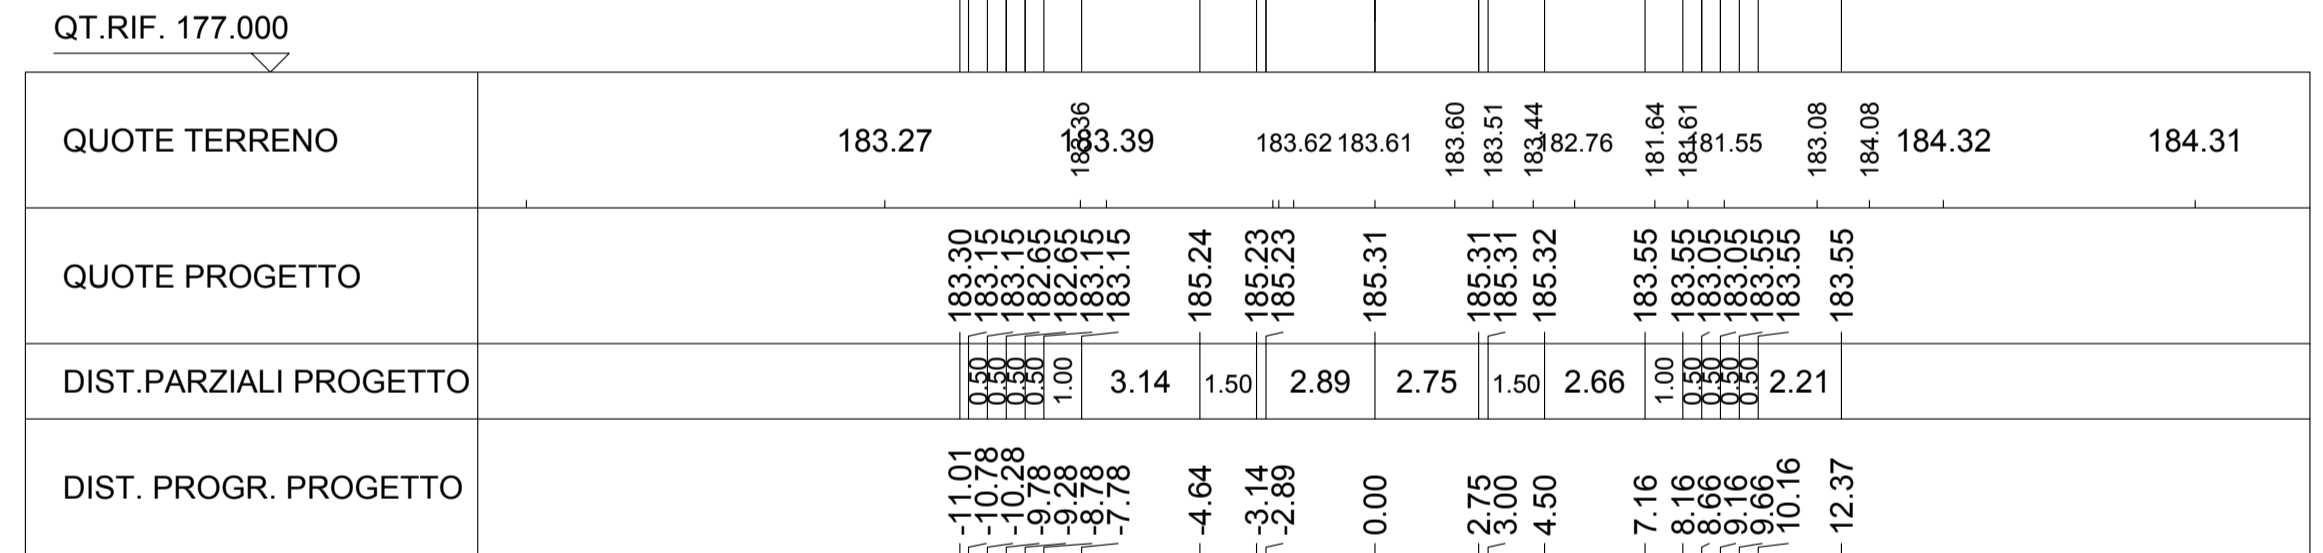 QT.RIF. 177.000
QUOTE TERRENO 183.27 183.36 183.39 183.62 183.61 183.60 183.51 183.44 182.76 181.64 181.61 181.55 183.08 184.08 184.32 184.31
QUOTE PROGETTO 183.30 183.15 183.15 182.65 182.65 183.15 183.15 185.24 185.23 185.23 185.31 185.31 185.31 185.32 183.55 183.55 183.05 183.05 183.55 183.55 183.55
DIST.PARZIALI PROGETTO 0.50 0.50 0.50 0.50 1.00 3.14 1.50 2.89 2.75 1.50 2.66 1.00 0.50 0.50 0.50 0.50 2.21
DIST. PROGR. PROGETTO -11.01 -10.78 -10.28 -9.78 -9.28 -8.78 -7.78 -4.64 -3.14 -2.89 0.00 2.75 3.00 4.50 7.16 8.16 8.66 9.16 9.66 10.16 12.37